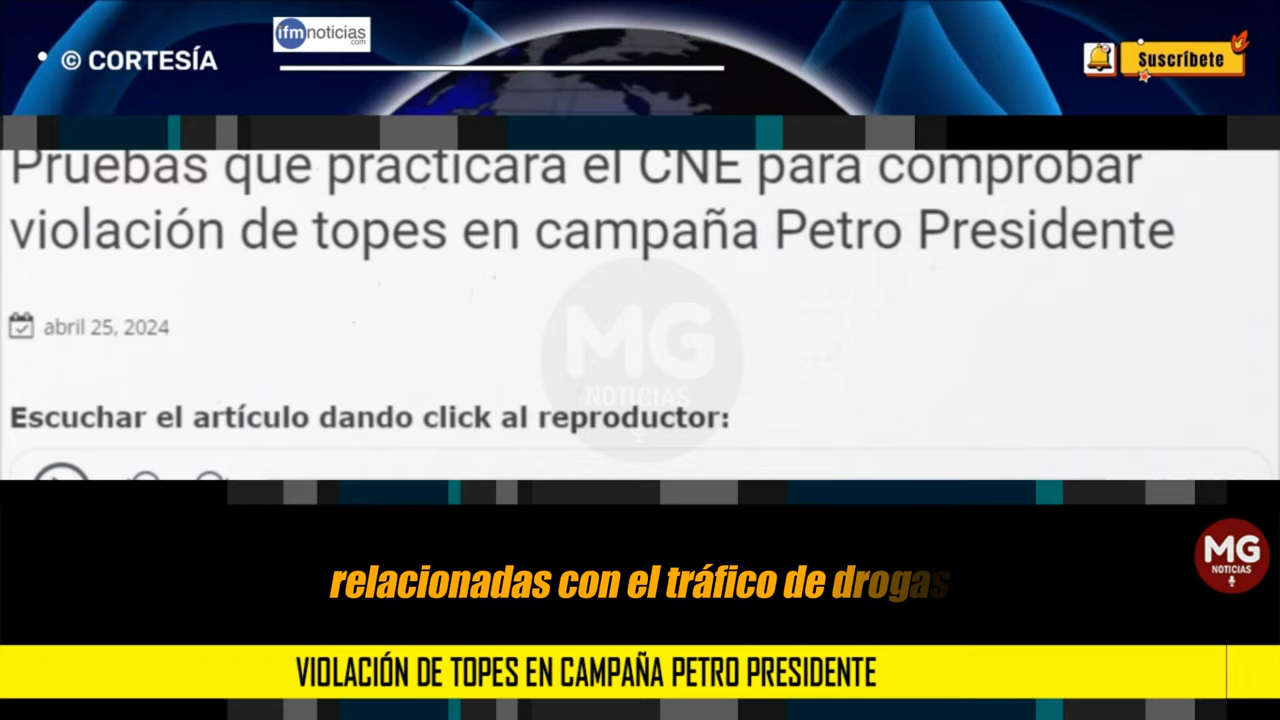 © CORTESÍA
ifmnoticias
.com
Suscríbete
Pruebas que practicara el CNE para comprobar
violación de topes en campaña Petro Presidente
abril 25, 2024
MG
NOTICIAS
Escuchar el artículo dando click al reproductor:
relacionadas con el tráfico de drogas
MG
NOTICIAS
VIOLACIÓN DE TOPES EN CAMPAÑA PETRO PRESIDENTE